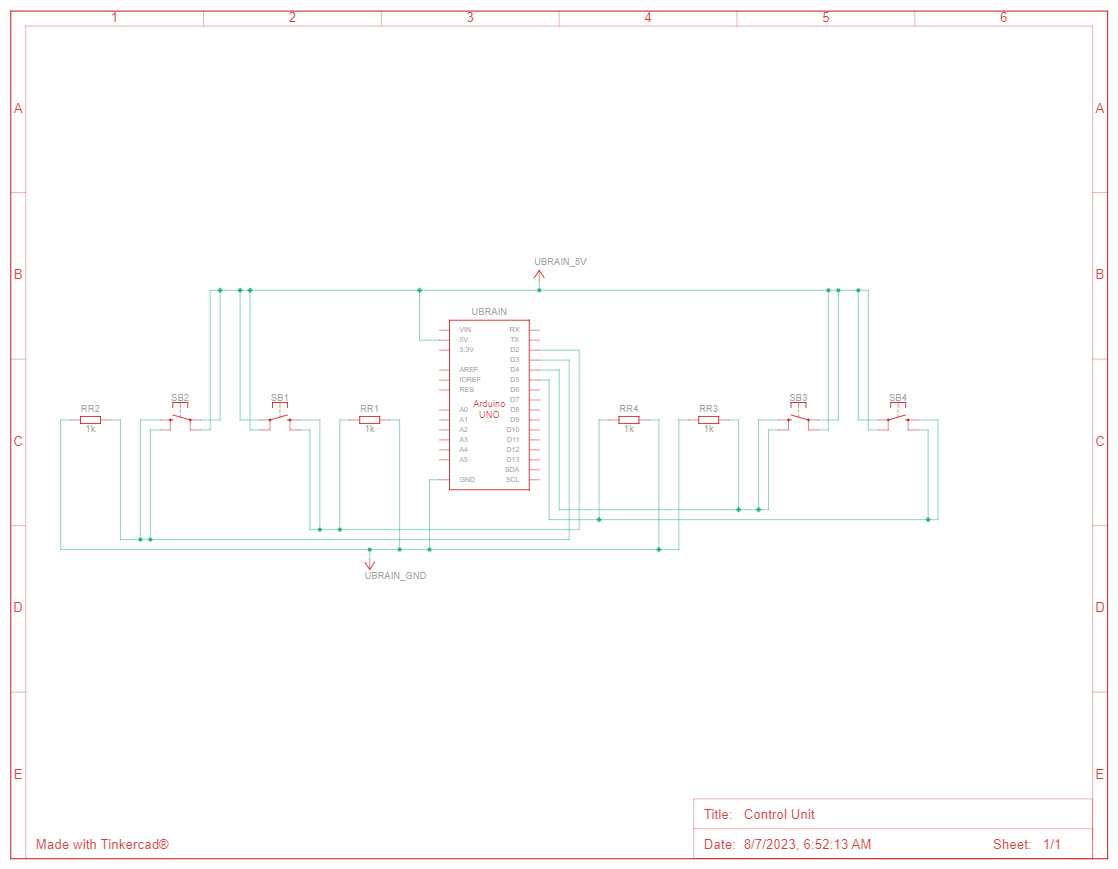 1 2 3 4 5 6
A A
UBRAIN_5V
B B
UBRAIN
VIN RX
5V TX
3.3V D2
D3
AREF D4
IOREF D5
RES D6
D7
SB2 SB1 SB3 SB4
Arduino
UNO
RR2 RR1 A0 D8 RR4 RR3
A1 D9
1k 1k A2 D10 1k 1k
A3 D11
C C
A4 D12
A5 D13
SDA
GND SCL
UBRAIN_GND
D D
E E
Title: Control Unit
Made with Tinkercad®
Date: 8/7/2023, 6:52:13 AM Sheet: 1/1